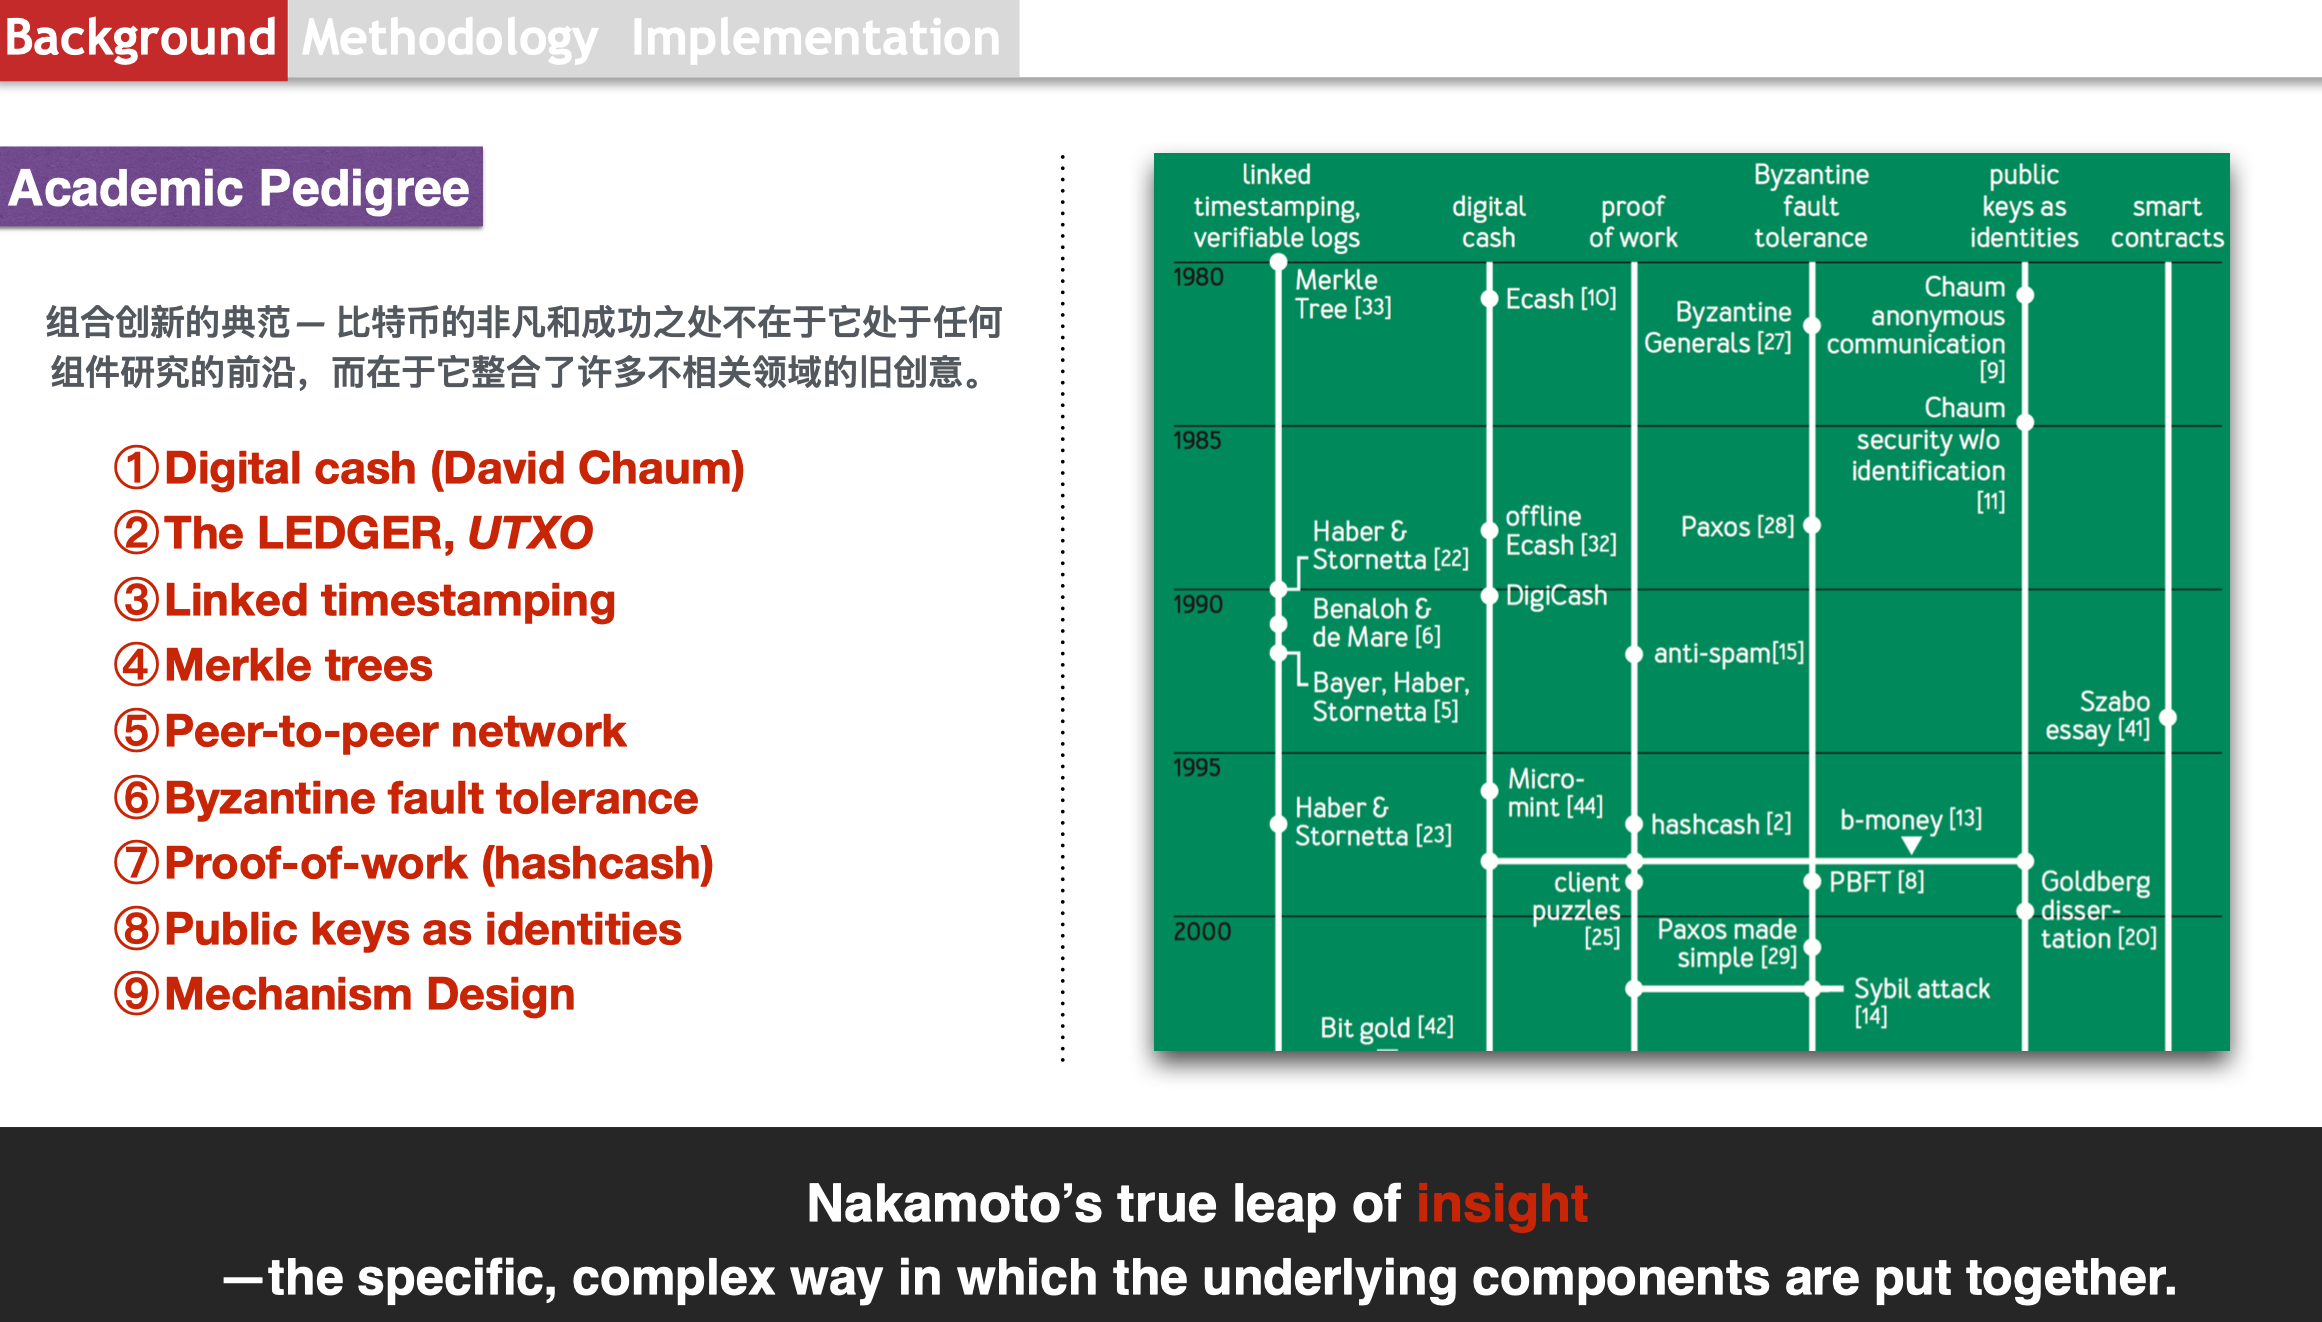 Background Methodology Implementation
Academic Pedigree
组合创新的典范— 比特币的非凡和成功之处不在于它处于任何
组件研究的前沿，而在于它整合了许多不相关领域的旧创意。
①Digital cash (David Chaum)
②The LEDGER, UTXO
③Linked timestamping
④Merkle trees
⑤Peer-to-peer network
⑥Byzantine fault tolerance
⑦Proof-of-work (hashcash)
⑧Public keys as identities
⑨Mechanism Design
linked
timestamping,
verifiable logs
digital
cash
proof
of work
Byzantine
fault
tolerance
public
keys as
identities
smart
contracts
1980
Merkle
Tree [33]
Ecash [10]
Byzantine
Generals [27]
Chaum
anonymous
communication
[9]
Chaum
security w/o
identification
[11]
1985
Haber &
Stornetta [22]
offline
Ecash [32]
Paxos [28]
1990
DigiCash
Benaloh &
de Mare [6]
anti-spam[15]
Bayer, Haber,
Stornetta [5]
Szabo
essay [41]
1995
Micro-
mint [44]
Haber &
Stornetta [23]
hashcash [2]
b-money [13]
client
puzzles
[25]
PBFT [8]
Goldberg
disser-
tation [20]
2000
Paxos made
simple [29]
Sybil attack
[14]
Bit gold [42]
Nakamoto’s true leap of insight
—the specific, complex way in which the underlying components are put together.